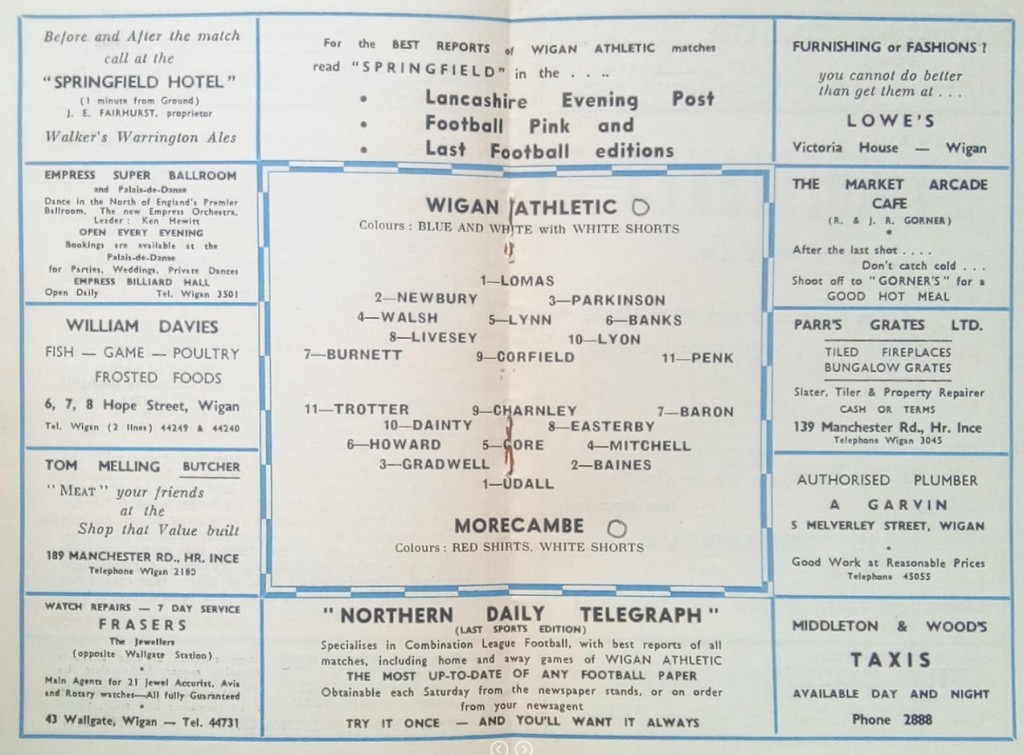 Before and After the match
call at the
"SPRINGFIELD HOTEL"
(1 minute from Ground)
J. E. FAIRHURST, proprietor
Walker's Warrington Ales
EMPRESS SUPER BALLROOM
and Palais-de-Danse
Dance in the North of England's Premier
Ballroom. The new Empress Orchestra.
Leader: Ken Hewitt
OPEN EVERY EVENING
Bookings are available at the
Palais-de-Danse
for Parties, Weddings, Private Dances
EMPRESS BILLIARD HALL
Open Daily Tel. Wigan 3501
WILLIAM DAVIES
FISH — GAME — POULTRY
FROSTED FOODS
6, 7, 8 Hope Street, Wigan
Tel. Wigan (2 lines) 44249 & 44240
TOM MELLING BUTCHER
"MEAT" your friends
at the
Shop that Value built
189 MANCHESTER RD., HR. INCE
Telephone Wigan 2180
WATCH REPAIRS — 7 DAY SERVICE
FRASERS
The Jewellers
(opposite Wallgate Station)
•
Main Agents for 21 Jewel Accurist, Avia
and Rotary watches—All fully Guaranteed
•
43 Wallgate, Wigan — Tel. 44731
For the BEST REPORTS of WIGAN ATHLETIC matches
read "SPRINGFIELD" in the . . . .
• Lancashire Evening Post
• Football Pink and
• Last Football editions
WIGAN ATHLETIC O
Colours: BLUE AND WHITE with WHITE SHORTS
1—LOMAS
2—NEWBURY 3—PARKINSON
4—WALSH 5—LYNN 6—BANKS
8—LIVESEY 10—LYON
7—BURNETT 9—CORFIELD 11—PENK
11—TROTTER 9—CHARNLEY 7—BARON
10—DAINTY 8—EASTERBY
6—HOWARD 5—GORE 4—MITCHELL
3—GRADWELL 2—BAINES
1—UDALL
MORECAMBE O
Colours: RED SHIRTS, WHITE SHORTS
"NORTHERN DAILY TELEGRAPH"
(LAST SPORTS EDITION)
Specialises in Combination League Football, with best reports of all
matches, including home and away games of WIGAN ATHLETIC
THE MOST UP-TO-DATE OF ANY FOOTBALL PAPER
Obtainable each Saturday from the newspaper stands, or on order
from your newsagent
TRY IT ONCE — AND YOU'LL WANT IT ALWAYS
FURNISHING or FASHIONS?
you cannot do better
than get them at . . .
LOWE'S
Victoria House — Wigan
THE MARKET ARCADE
CAFE
(R. & J. R. GORNER)
•
After the last shot . . . .
Don't catch cold . . .
Shoot off to "GORNER'S" for a
GOOD HOT MEAL
PARR'S GRATES LTD.
TILED FIREPLACES
BUNGALOW GRATES
Slater, Tiler & Property Repairer
CASH OR TERMS
139 Manchester Rd., Hr. Ince
Telephone Wigan 3045
AUTHORISED PLUMBER
A GARVIN
5 MELVERLEY STREET, WIGAN
•
Good Work at Reasonable Prices
Telephone 45055
MIDDLETON & WOOD'S
TAXIS
AVAILABLE DAY AND NIGHT
Phone 2888